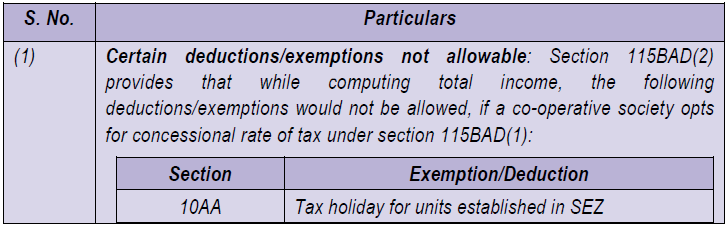 S. No. Particulars
(1) Certain deductions/exemptions not allowable: Section 115BAD(2)
provides that while computing total income, the following
deductions/exemptions would not be allowed, if a co-operative society opts
for concessional rate of tax under section 115BAD(1):
Section Exemption/Deduction
10AA Tax holiday for units established in SEZ